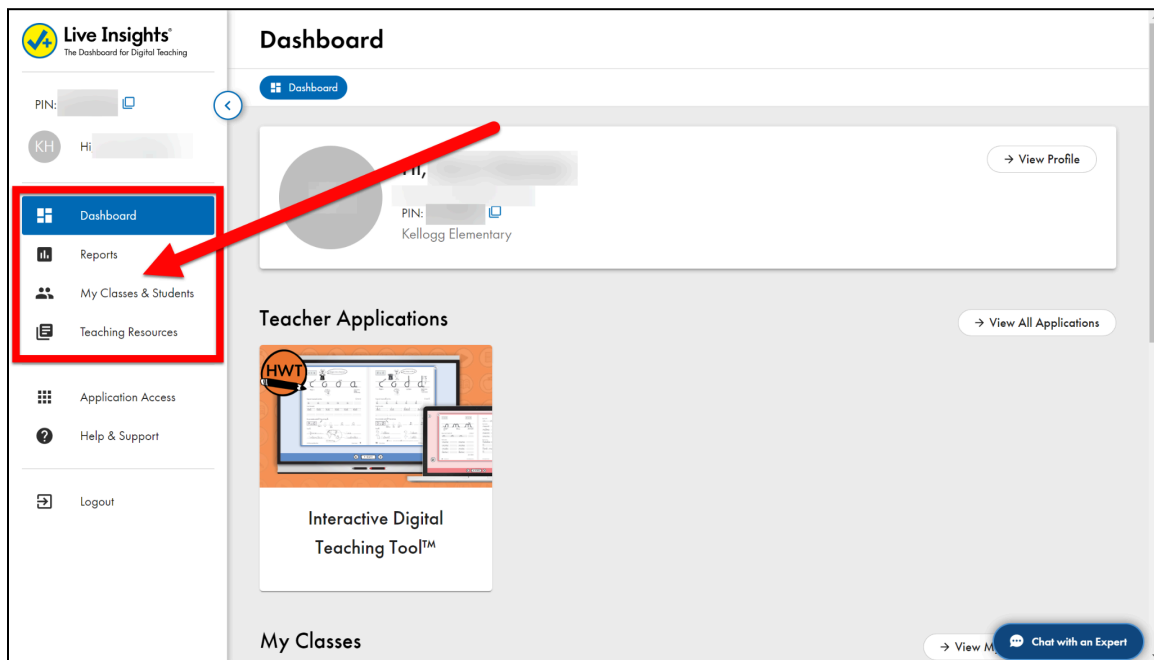 Live Insights®
The Dashboard for Digital Teaching
PIN:
KH
Hi
Dashboard
Reports
My Classes & Students
Teaching Resources
Application Access
Help & Support
Logout
Dashboard
Dashboard
Hi,
→ View Profile
PIN:
Kellogg Elementary
Teacher Applications
→ View All Applications
HWT
Interactive Digital
Teaching Tool™
My Classes
→ View M
Chat with an Expert